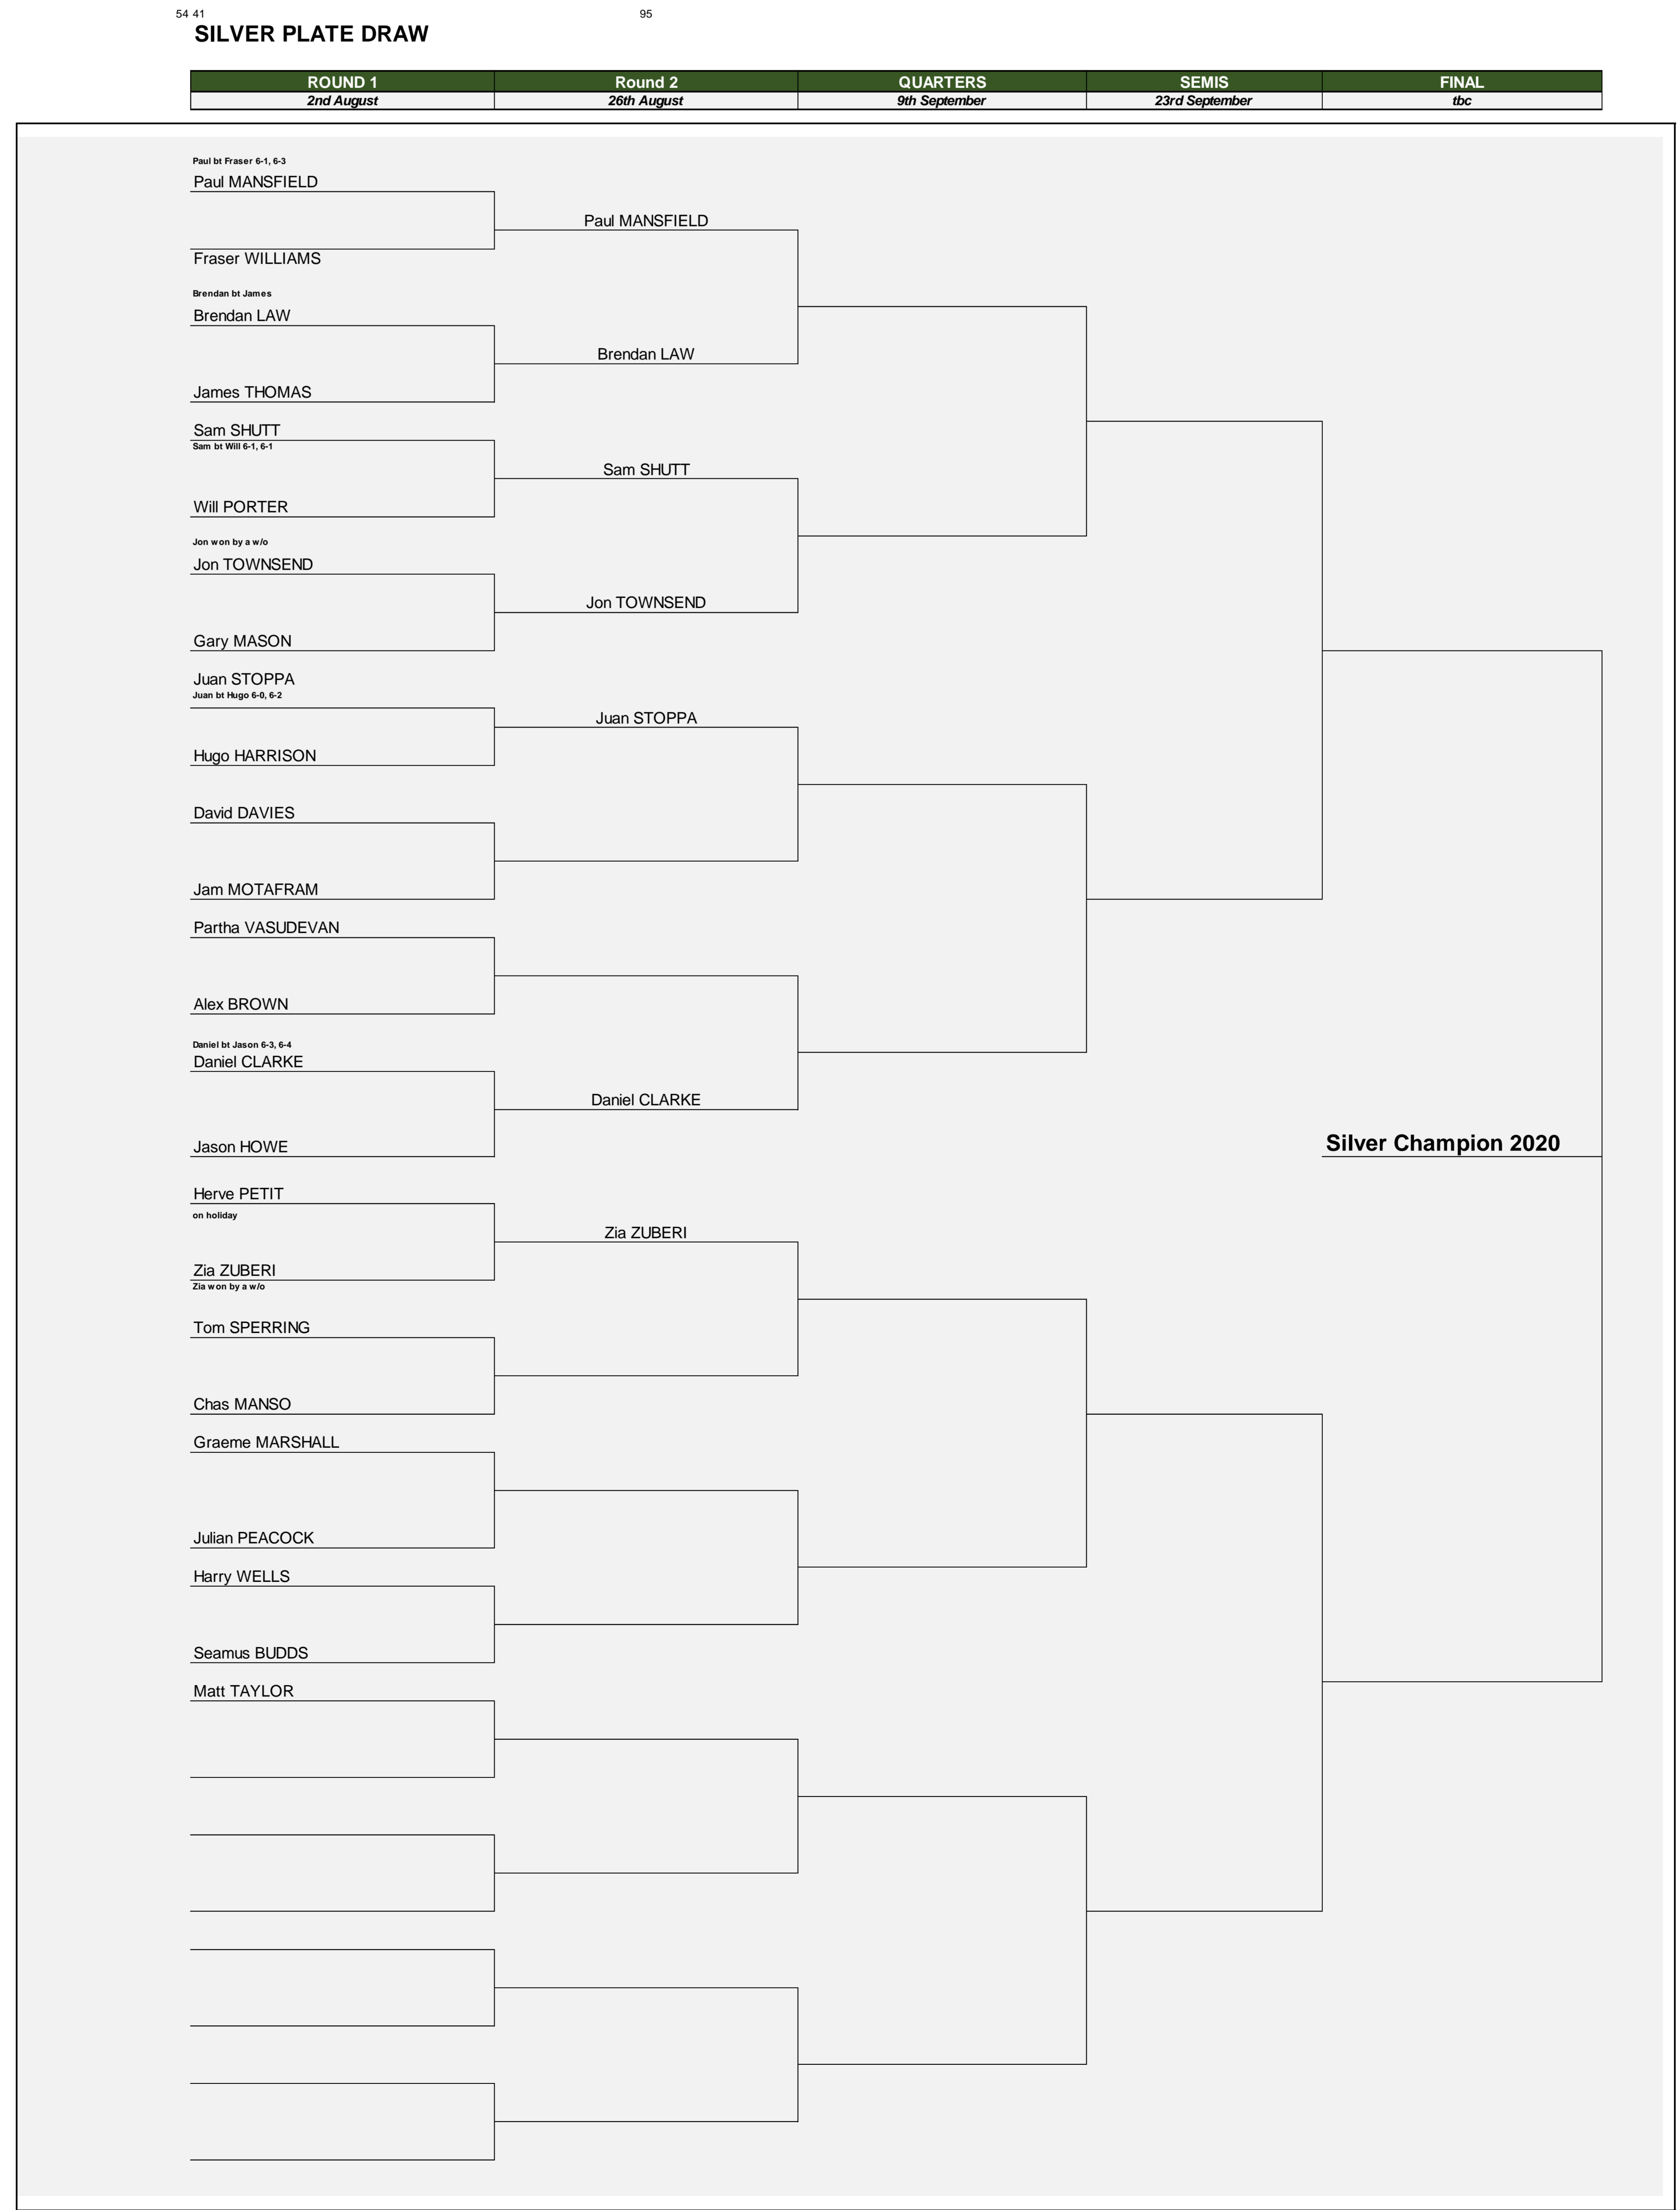 54 41 95
SILVER PLATE DRAW
ROUND 1 Round 2 QUARTERS SEMIS FINAL
2nd August 26th August 9th September 23rd September tbc
Paul bt Fraser 6-1, 6-3
Paul MANSFIELD
Paul MANSFIELD
Fraser WILLIAMS
Brendan bt James
Brendan LAW
Brendan LAW
James THOMAS
Sam SHUTT
Sam bt Will 6-1, 6-1
Sam SHUTT
Will PORTER
Jon won by a w/o
Jon TOWNSEND
Jon TOWNSEND
Gary MASON
Juan STOPPA
Juan bt Hugo 6-0, 6-2
Juan STOPPA
Hugo HARRISON
David DAVIES
Jam MOTAFRAM
Partha VASUDEVAN
Alex BROWN
Daniel bt Jason 6-3, 6-4
Daniel CLARKE
Daniel CLARKE
Jason HOWE
Silver Champion 2020
Herve PETIT
on holiday
Zia ZUBERI
Zia ZUBERI
Zia won by a w/o
Tom SPERRING
Chas MANSO
Graeme MARSHALL
Julian PEACOCK
Harry WELLS
Seamus BUDDS
Matt TAYLOR